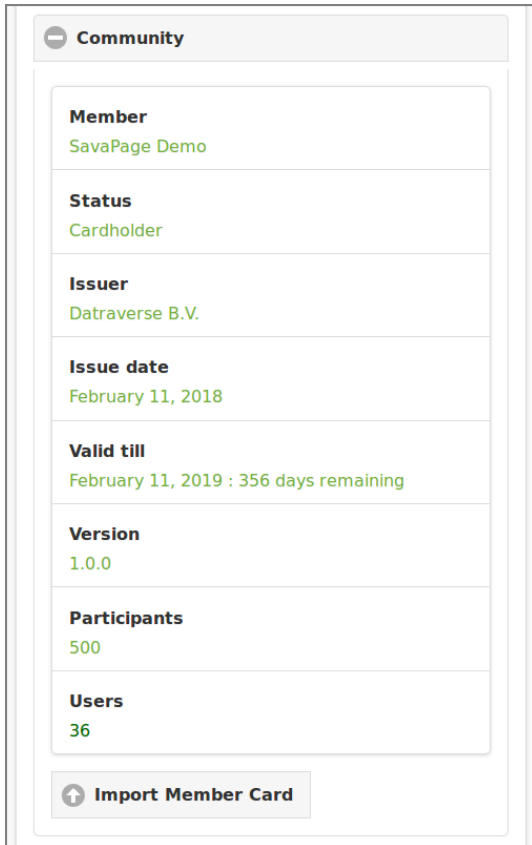 Community
Member
SavaPage Demo
Status
Cardholder
Issuer
Datraverse B.V.
Issue date
February 11, 2018
Valid till
February 11, 2019 : 356 days remaining
Version
1.0.0
Participants
500
Users
36
Import Member Card